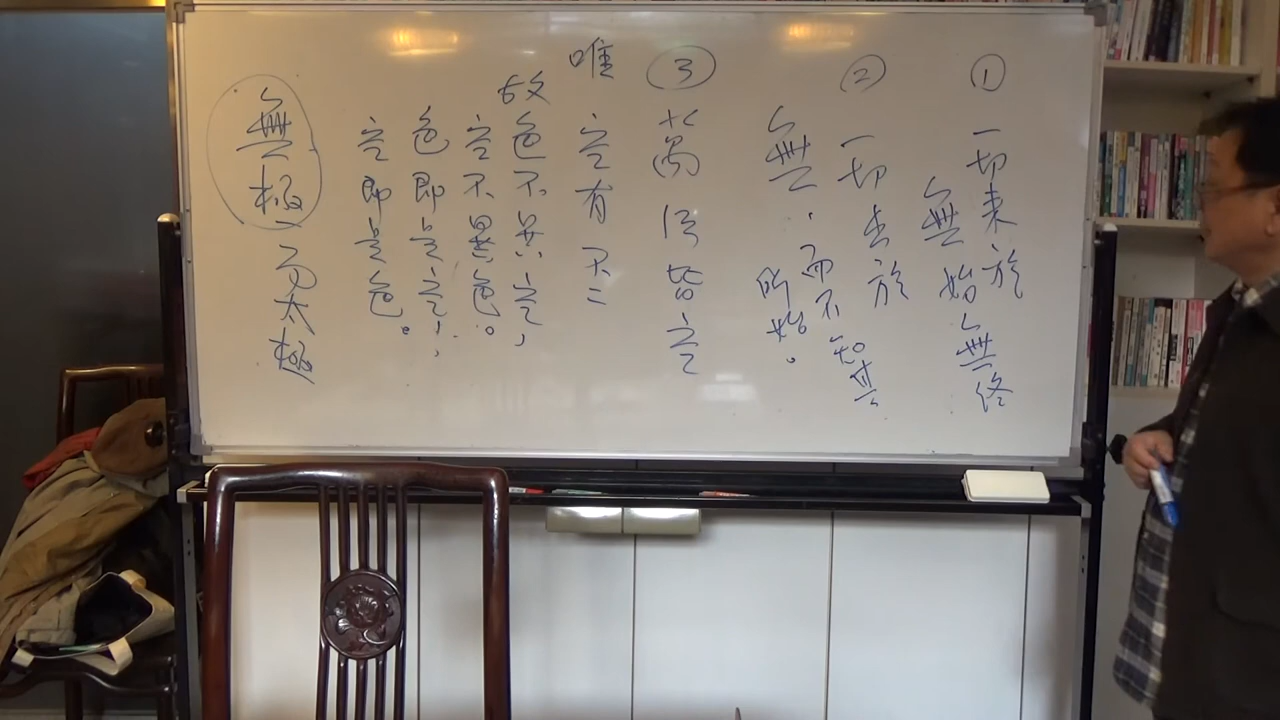 ①
一切来於
無始無終
②
一切去於
無．
而不知其
所始。
③
萬法皆空
唯
空有不二
故
色不異空，
空不異色。
色即是空，
空即是色。
無極
而太極